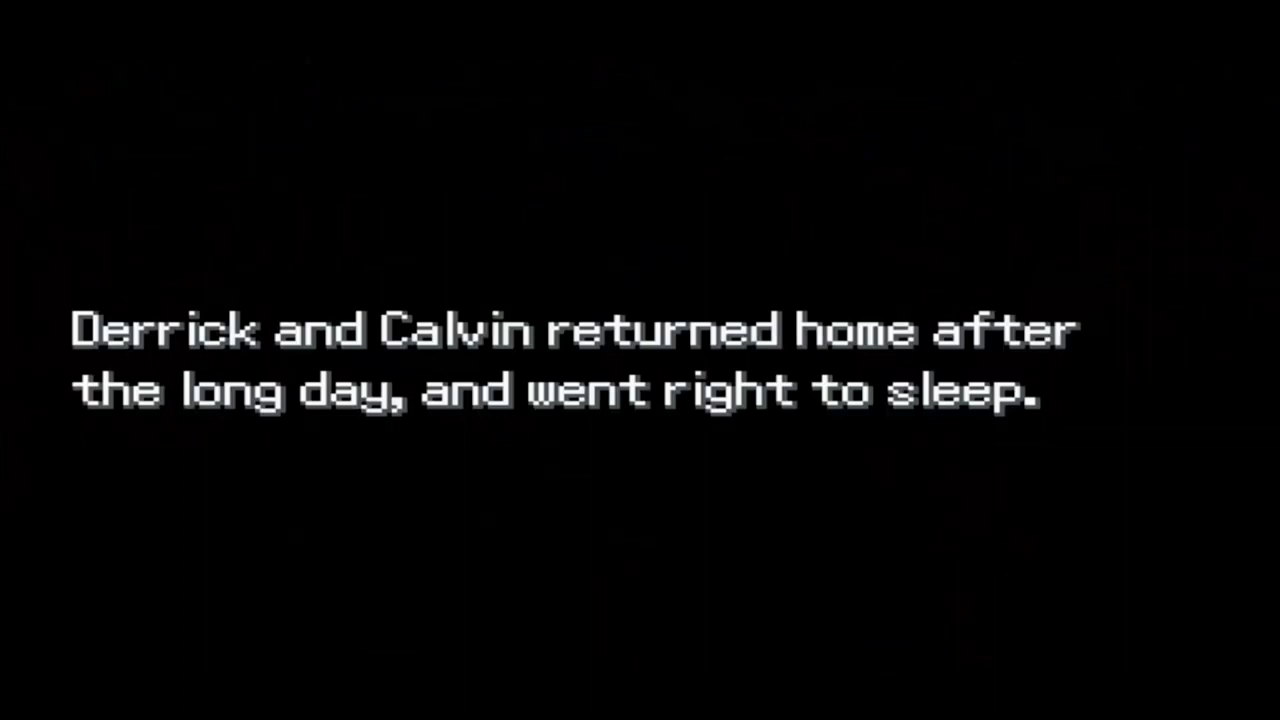 Derrick and Calvin returned home after
the long day, and went right to sleep.